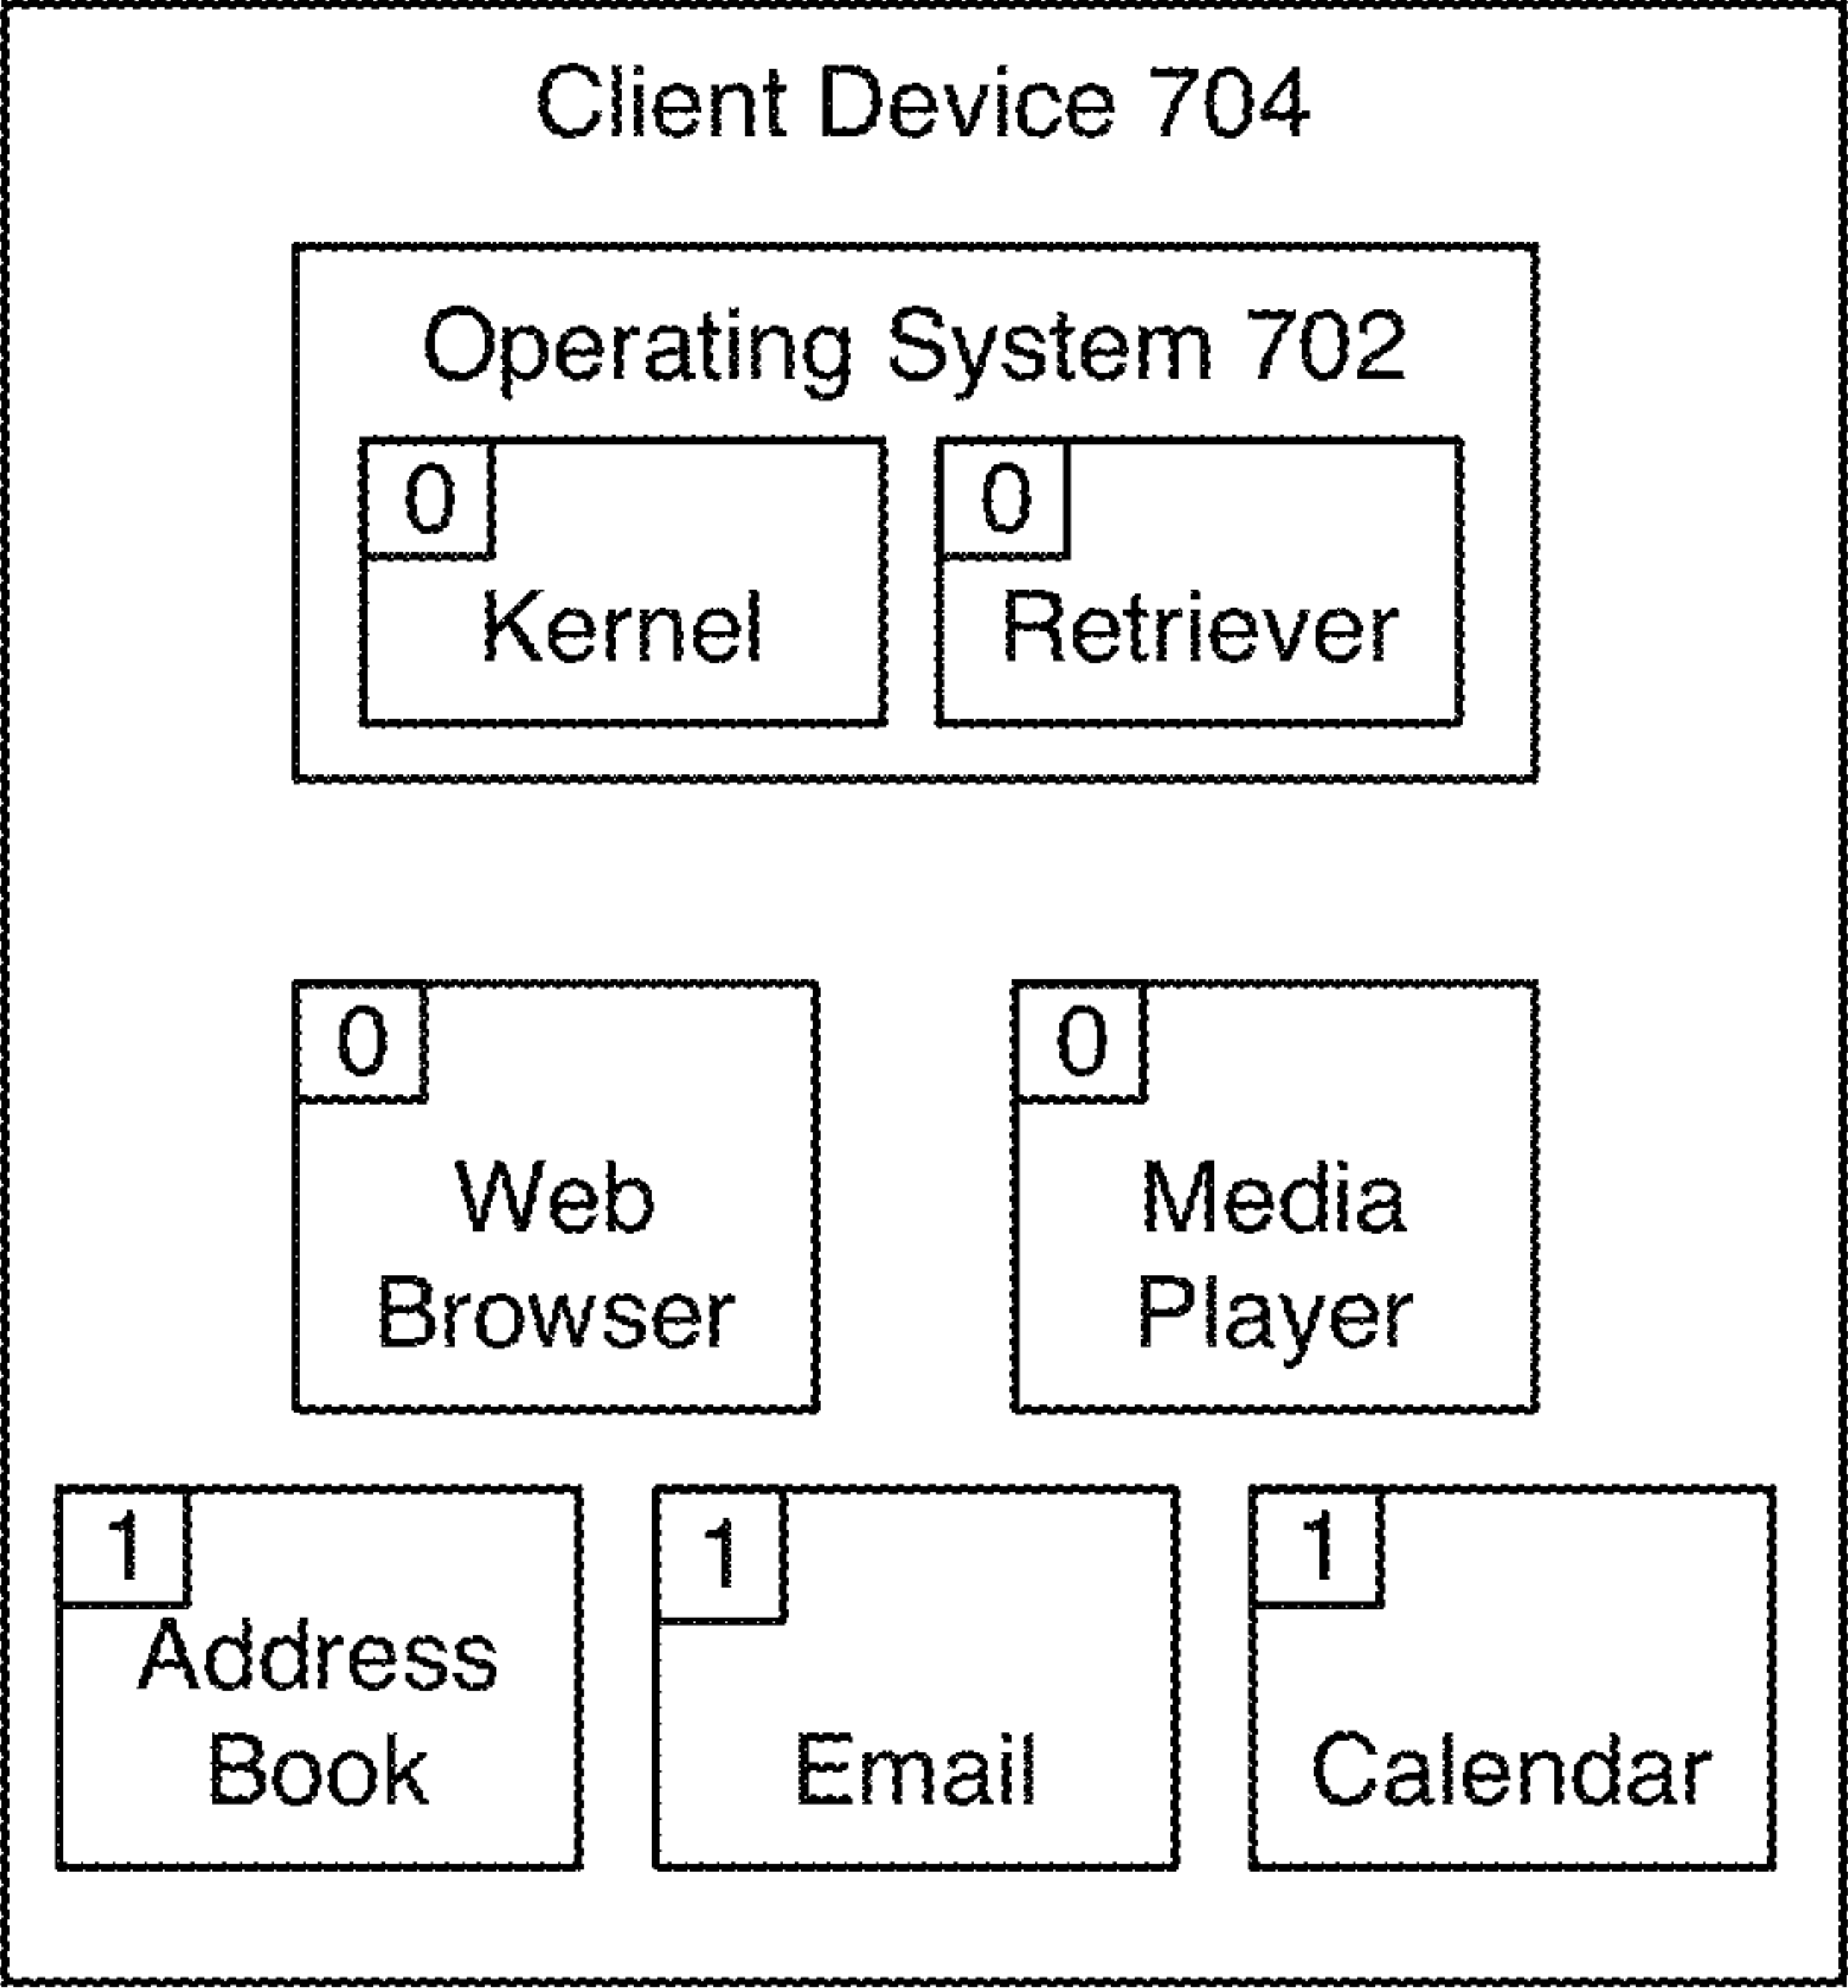 Client Device 704
Operating System 702
0
Kernel
0
Retriever
0
Web
Browser
0
Media
Player
1
Address
Book
1
Email
1
Calendar